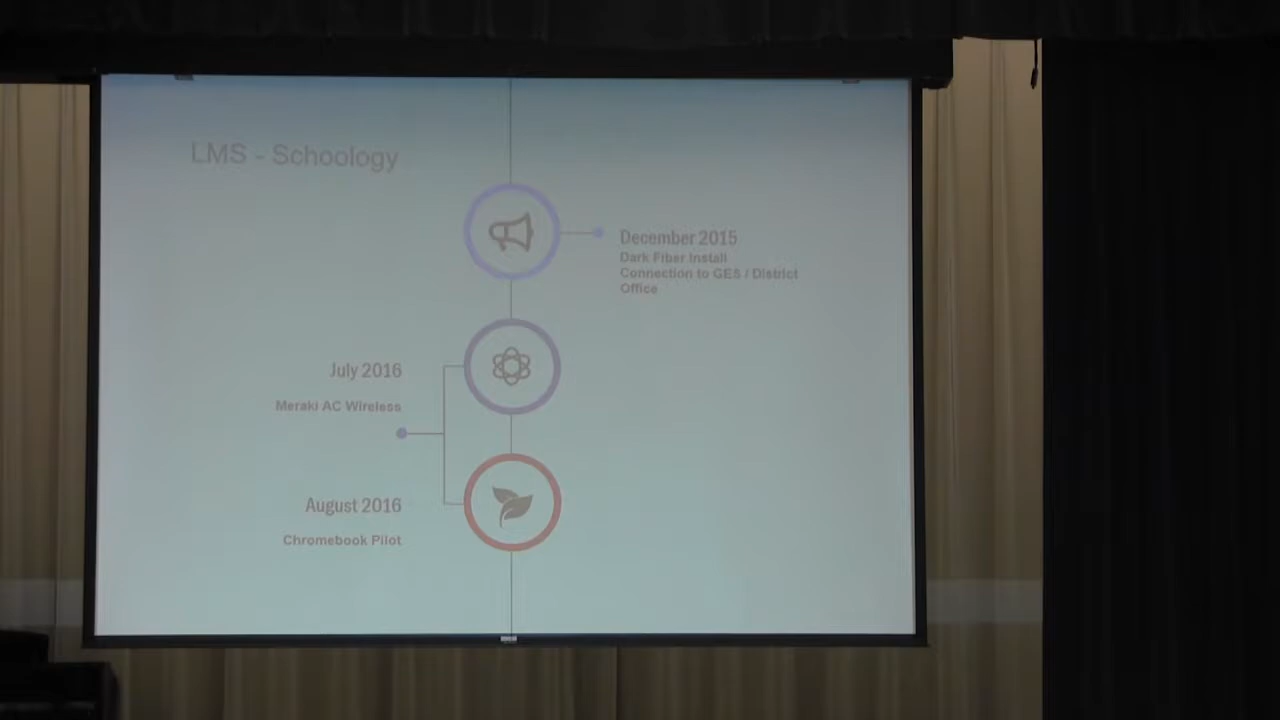 LMS - Schoology
December 2015
Dark Fiber Install
Connection to GES / District
Office
July 2016
Meraki AC Wireless
August 2016
Chromebook Pilot